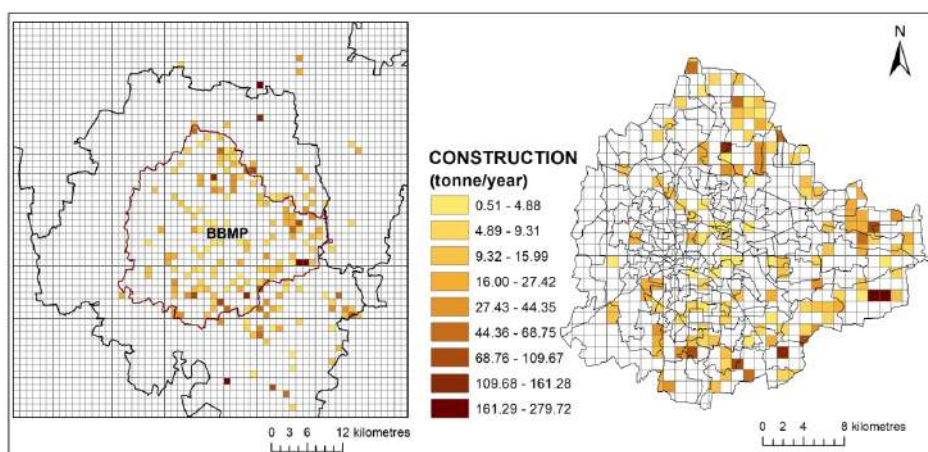 BBMP
0 3 6 12 kilometres
CONSTRUCTION
(tonne/year)
0.51 - 4.88
4.89 - 9.31
9.32 - 15.99
16.00 - 27.42
27.43 - 44.35
44.36 - 68.75
68.76 - 109.67
109.68 - 161.28
161.29 - 279.72
N
0 2 4 8 kilometres